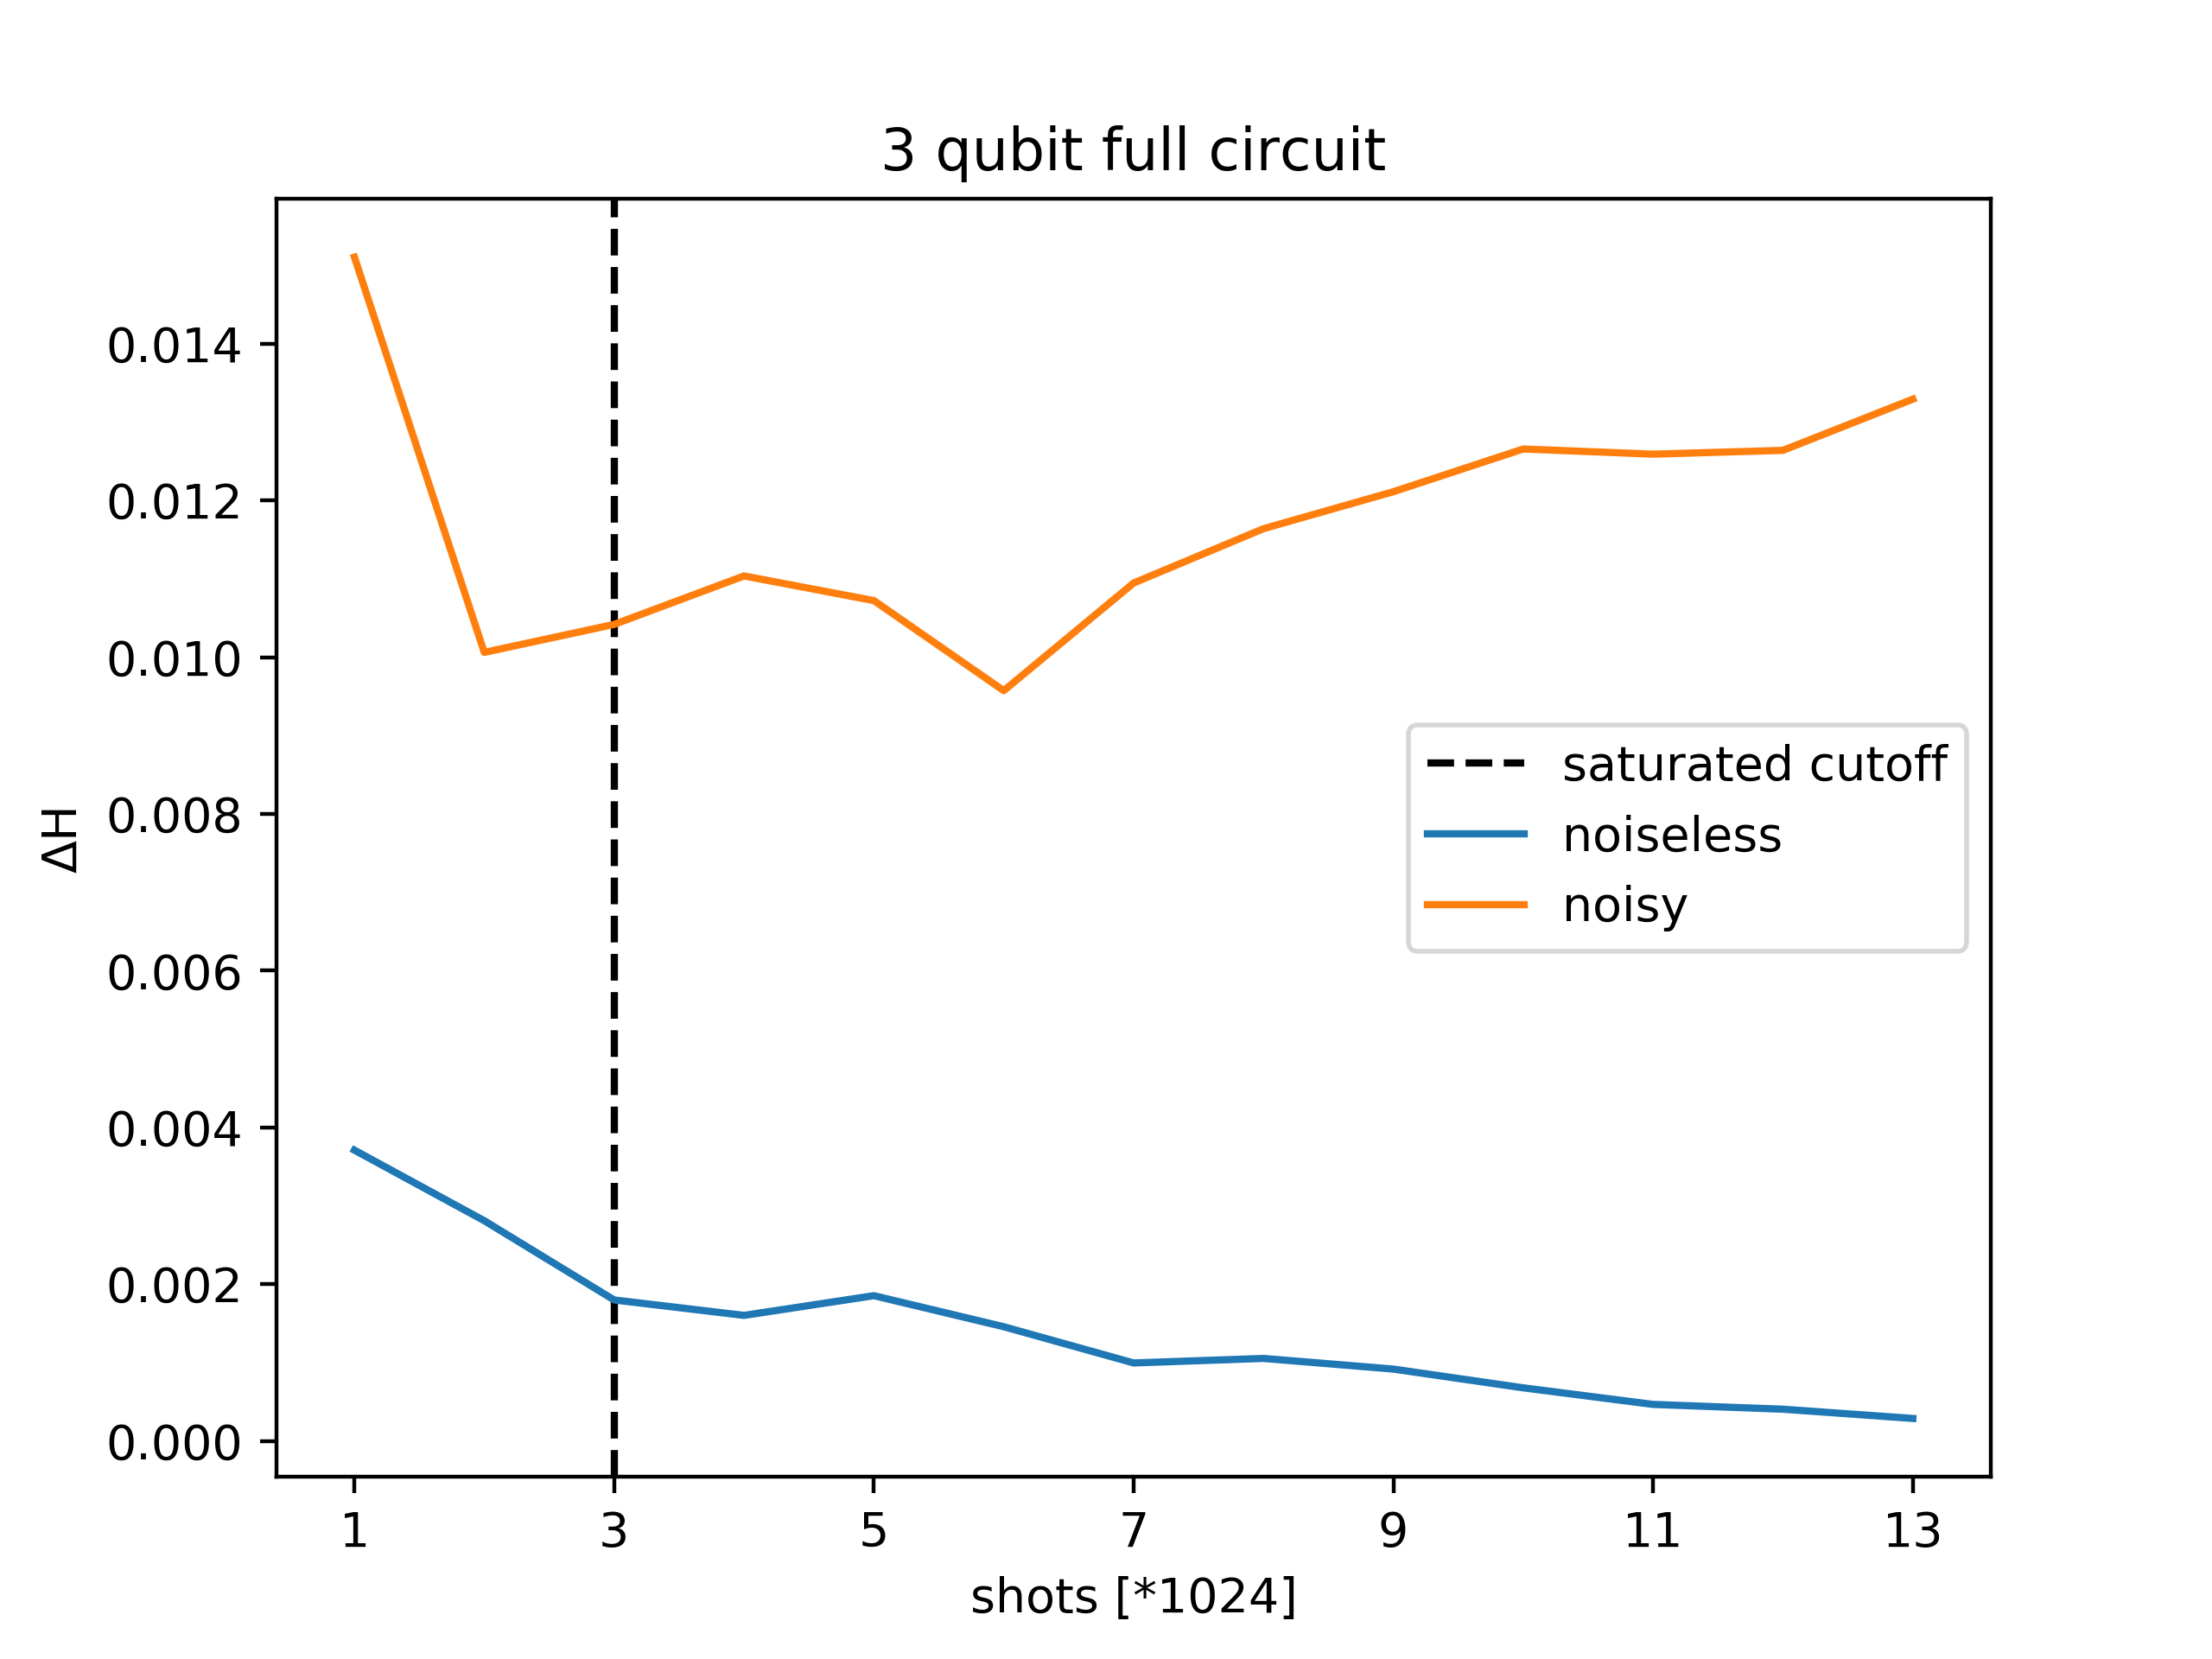 3 qubit full circuit
0.014
0.012
0.010
0.008
0.006
0.004
0.002
0.000
ΔH
saturated cutoff
noiseless
noisy
1 3 5 7 9 11 13
shots [*1024]